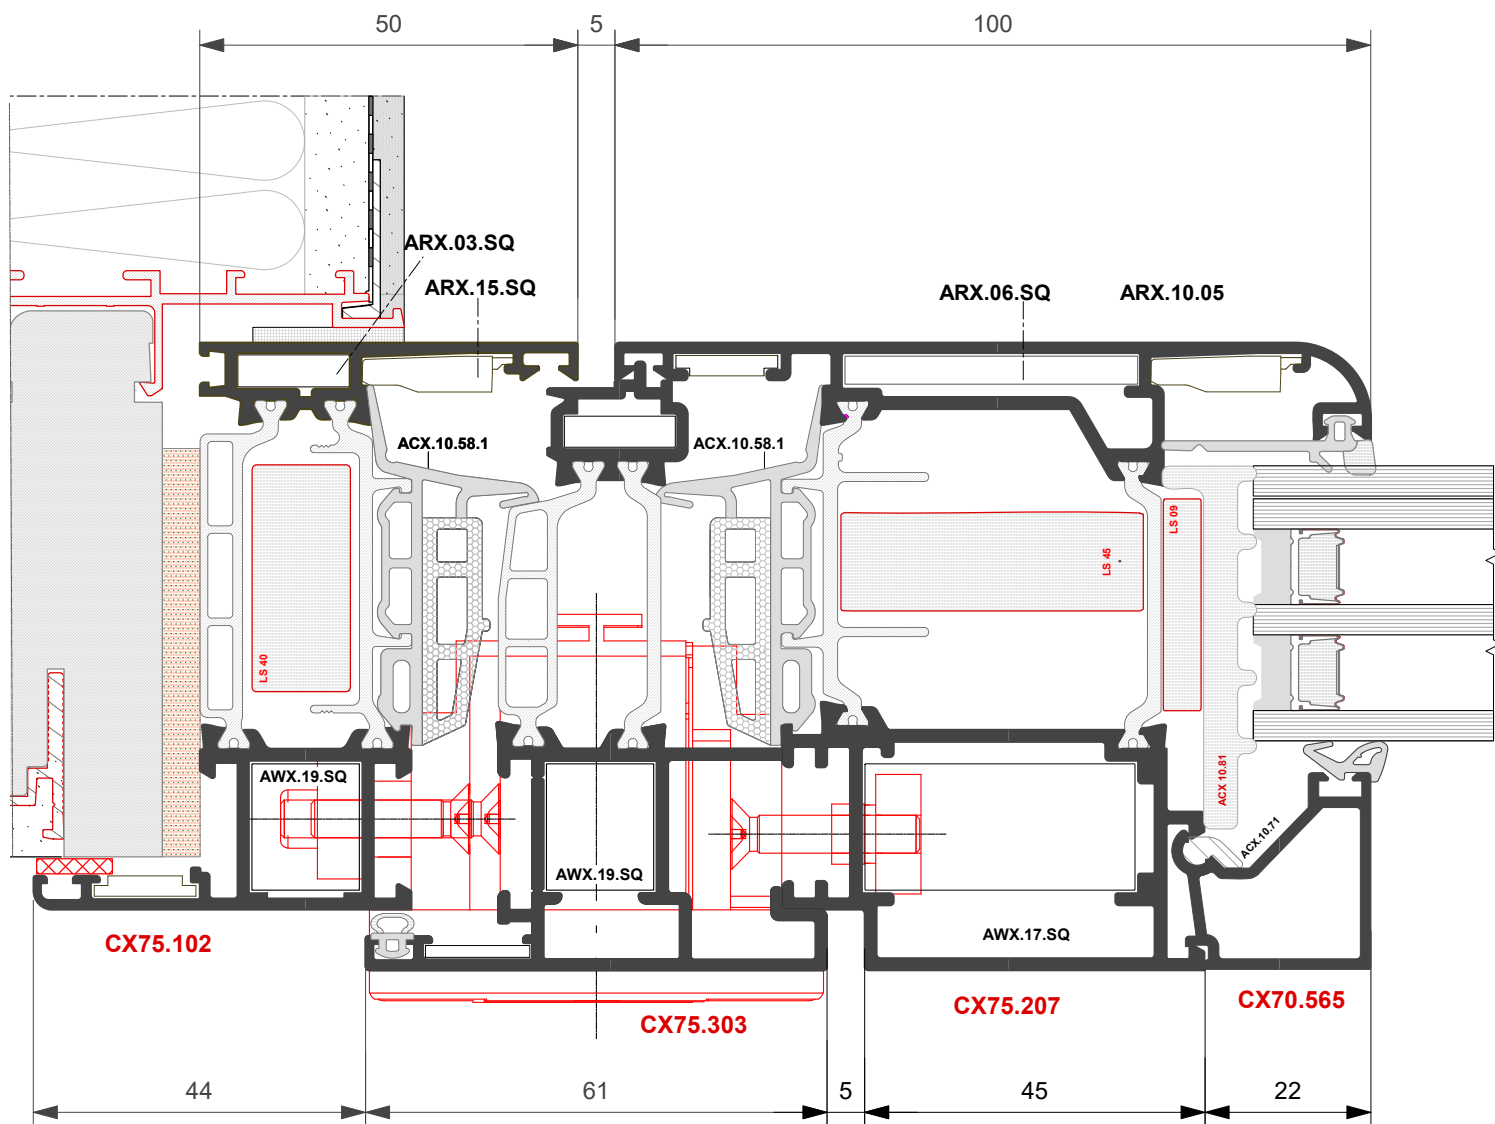 50
5
100
ARX.03.SQ
ARX.15.SQ
ARX.06.SQ
ARX.10.05
ACX.10.58.1
ACX.10.58.1
LS 40
LS 45
LS 09
AWX.19.SQ
ACX 10.81
ACX.10.71
AWX.19.SQ
AWX.17.SQ
CX75.102
CX75.303
CX75.207
CX70.565
44
61
5
45
22